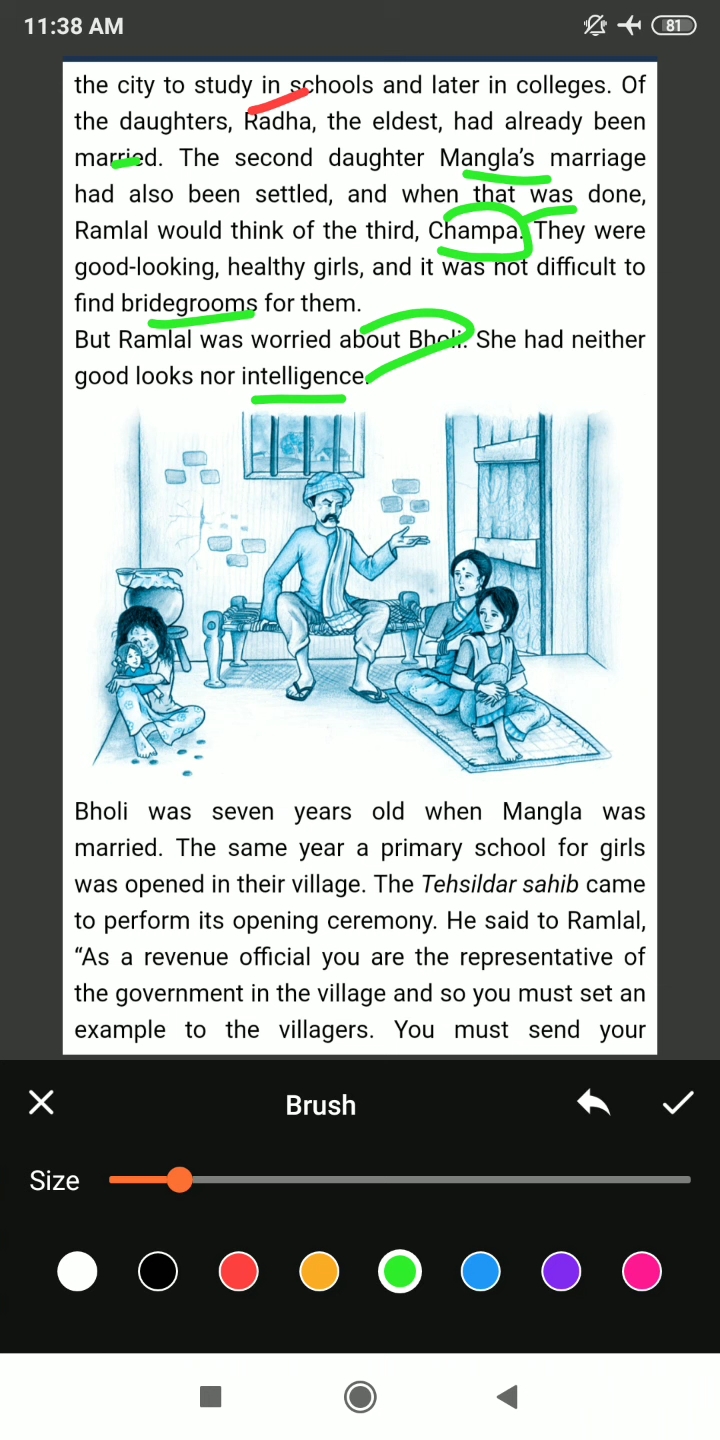 11:38 AM
81
the city to study in schools and later in colleges. Of
the daughters, Radha, the eldest, had already been
married. The second daughter Mangla's marriage
had also been settled, and when that was done,
Ramlal would think of the third, Champa. They were
good-looking, healthy girls, and it was not difficult to
find bridegrooms for them.
But Ramlal was worried about Bholi. She had neither
good looks nor intelligence.
Bholi was seven years old when Mangla was
married. The same year a primary school for girls
was opened in their village. The Tehsildar sahib came
to perform its opening ceremony. He said to Ramlal,
“As a revenue official you are the representative of
the government in the village and so you must set an
example to the villagers. You must send your
Brush
Size